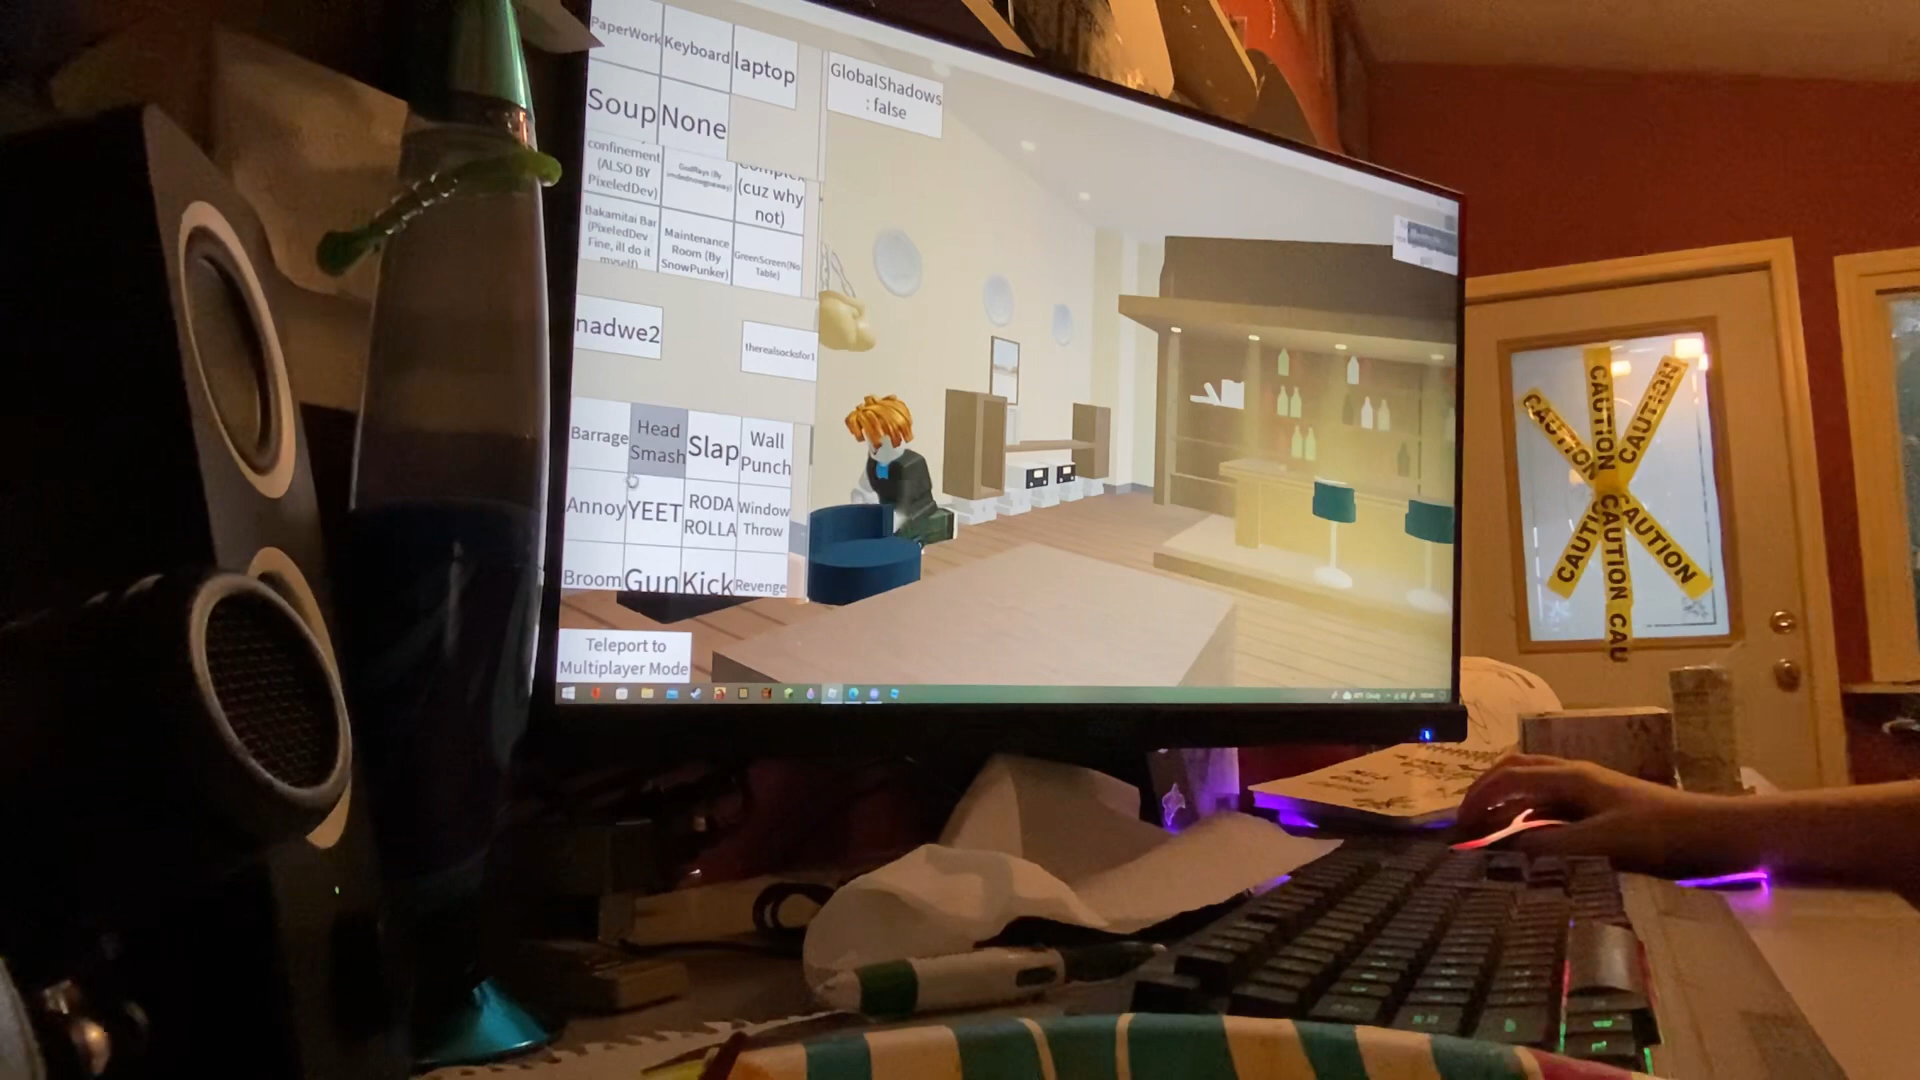 PaperWork Keyboard laptop
GlobalShadows
: false
Soup None
confinement
(ALSO BY
PixeledDev)
(cuz why
not)
Bakamitai Bar
(PixeledDev :
Fine, ill do it
myself)
Maintenance
Room (By
SnowPunker)
GreenScreen(No
Table)
nadwe2
therealsocksfor1
Barrage
Head
Smash
Slap
Wall
Punch
Annoy
YEET
RODA
ROLLA
Window
Throw
Broom
Gun
Kick
Revenge
Teleport to
Multiplayer Mode
CAUTION
CAUTION CAUTION
CAUTION CAU
CAUTION
CAUTION